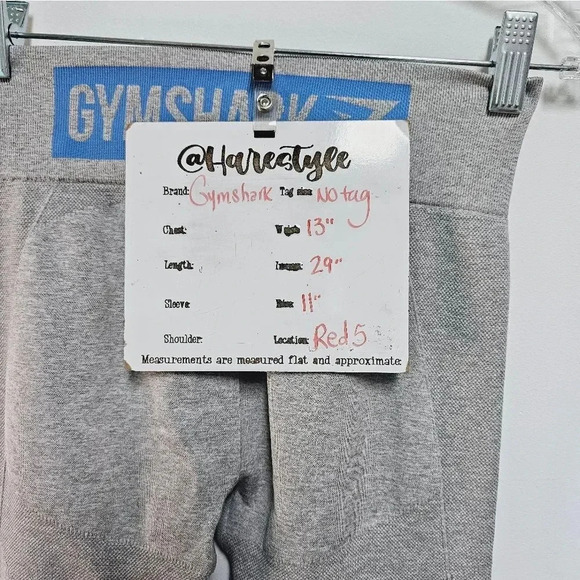 GYMSHARK
@Harestyle
Brand: Gymshark Tag size: No tag
Chest: Waist: 13"
Length: Inseam: 29"
Sleeve: Rise: 11"
Shoulder: Location: Red 5
Measurements are measured flat and approximate.